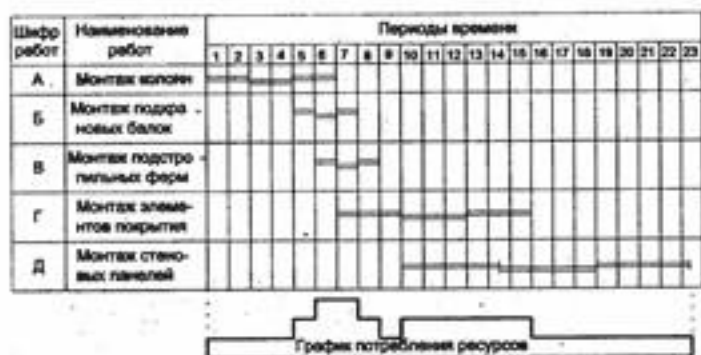 Шифр работ
Наименование работ
Периоды времени
1 2 3 4 5 6 7 8 9 10 11 12 13 14 15 16 17 18 19 20 21 22 23
А. Монтаж колонн
Б Монтаж подкра-
новых балок
В Монтаж подстро-
пильных ферм
Г Монтаж элеме-
нтов покрытия
Д Монтаж стено-
вых панелей
График потребления ресурсов